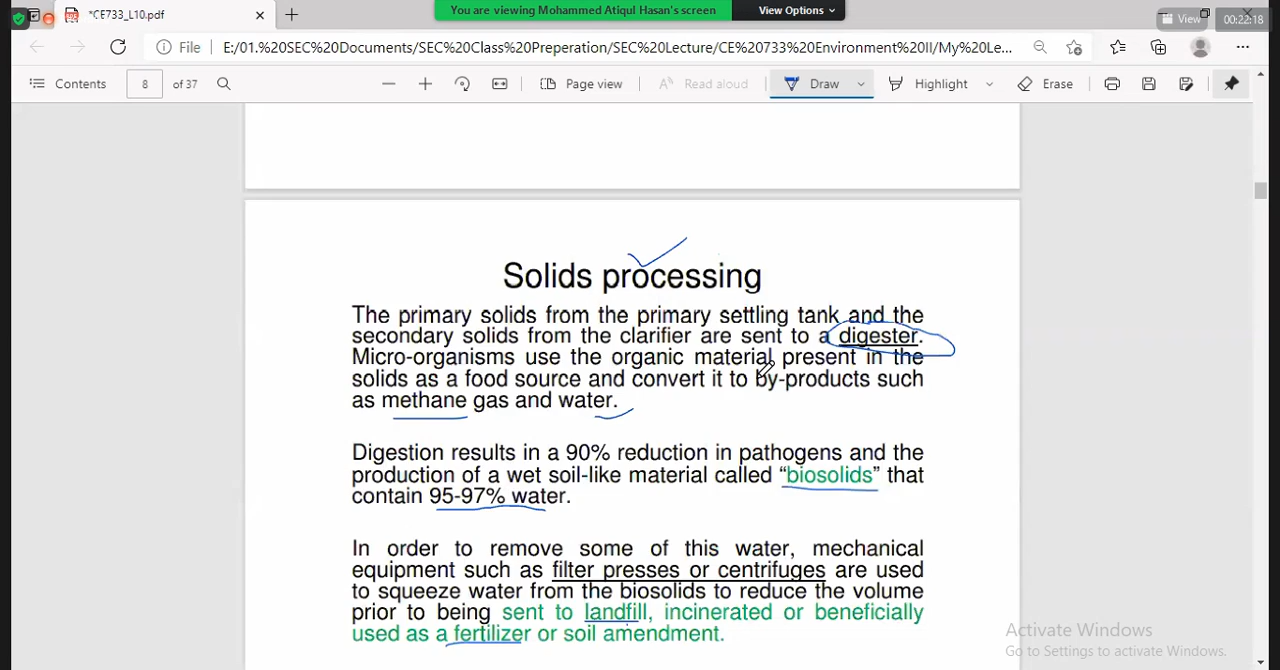 *CE733_L10.pdf
You are viewing Mohammed Atiqul Hasan's screen
View Options
View
00:22:18
File
E:/01.%20SEC%20Documents/SEC%20Class%20Preperation/SEC%20Lecture/CE%20733%20Environment%20II/My%20Le...
Contents
8 of 37
Page view
Read aloud
Draw
Highlight
Erase
Solids processing
The primary solids from the primary settling tank and the
secondary solids from the clarifier are sent to a digester.
Micro-organisms use the organic material present in the
solids as a food source and convert it to by-products such
as methane gas and water.
Digestion results in a 90% reduction in pathogens and the
production of a wet soil-like material called “biosolids” that
contain 95-97% water.
In order to remove some of this water, mechanical
equipment such as filter presses or centrifuges are used
to squeeze water from the biosolids to reduce the volume
prior to being sent to landfill, incinerated or beneficially
used as a fertilizer or soil amendment.
Activate Windows
Go to Settings to activate Windows.